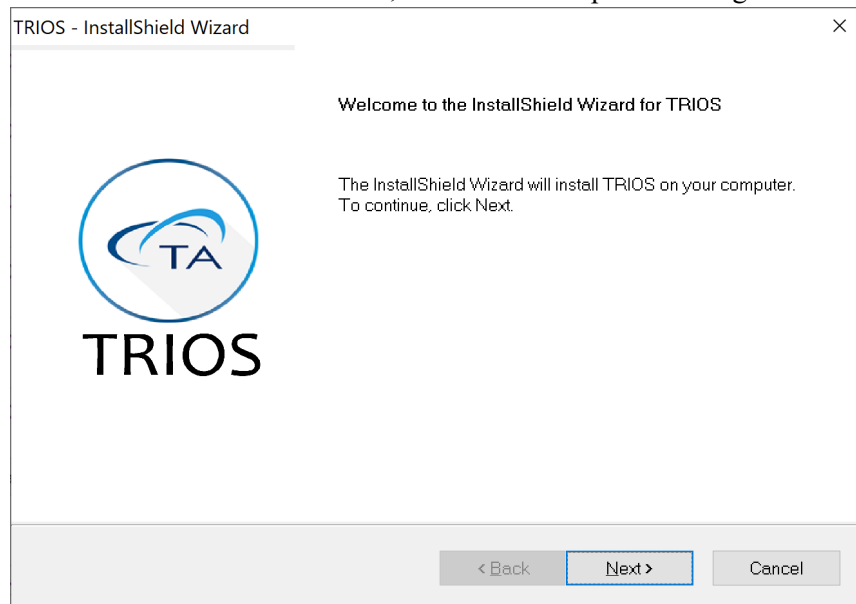 TRIOS - InstallShield Wizard
Welcome to the InstallShield Wizard for TRIOS
The InstallShield Wizard will install TRIOS on your computer.
To continue, click Next.
TA
TRIOS
< Back
Next >
Cancel